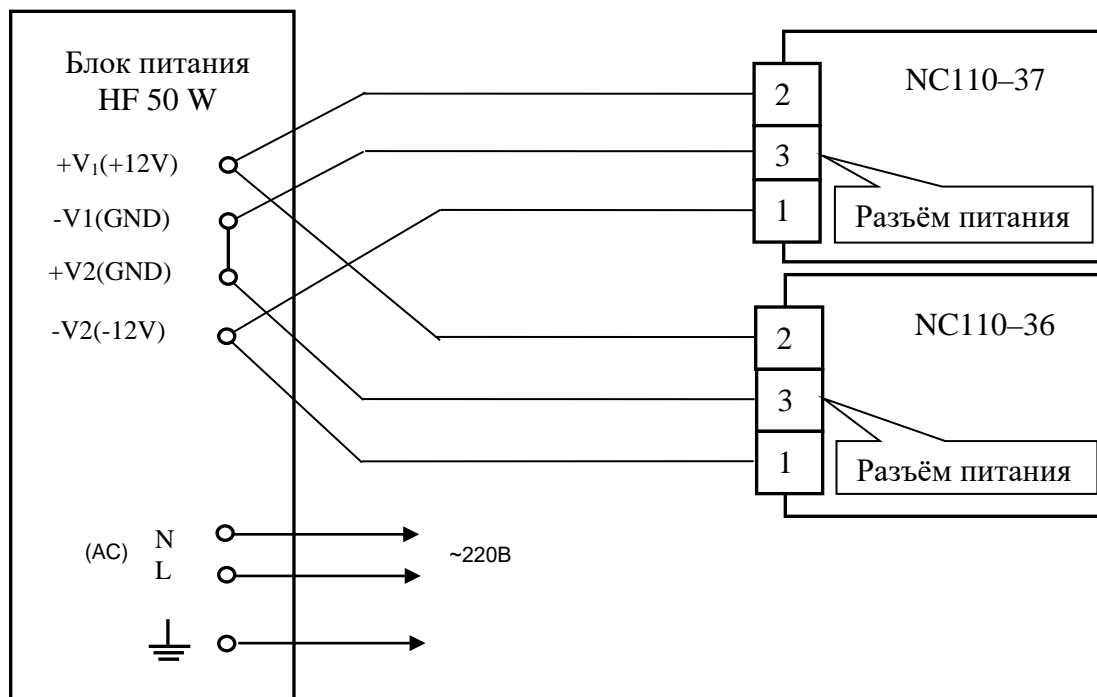 Блок питания
HF 50 W
+V₁(+12V)
-V1(GND)
+V2(GND)
-V2(-12V)
(AC) N
L
~220В
NC110–37
2
3
1
Разъём питания
NC110–36
2
3
1
Разъём питания